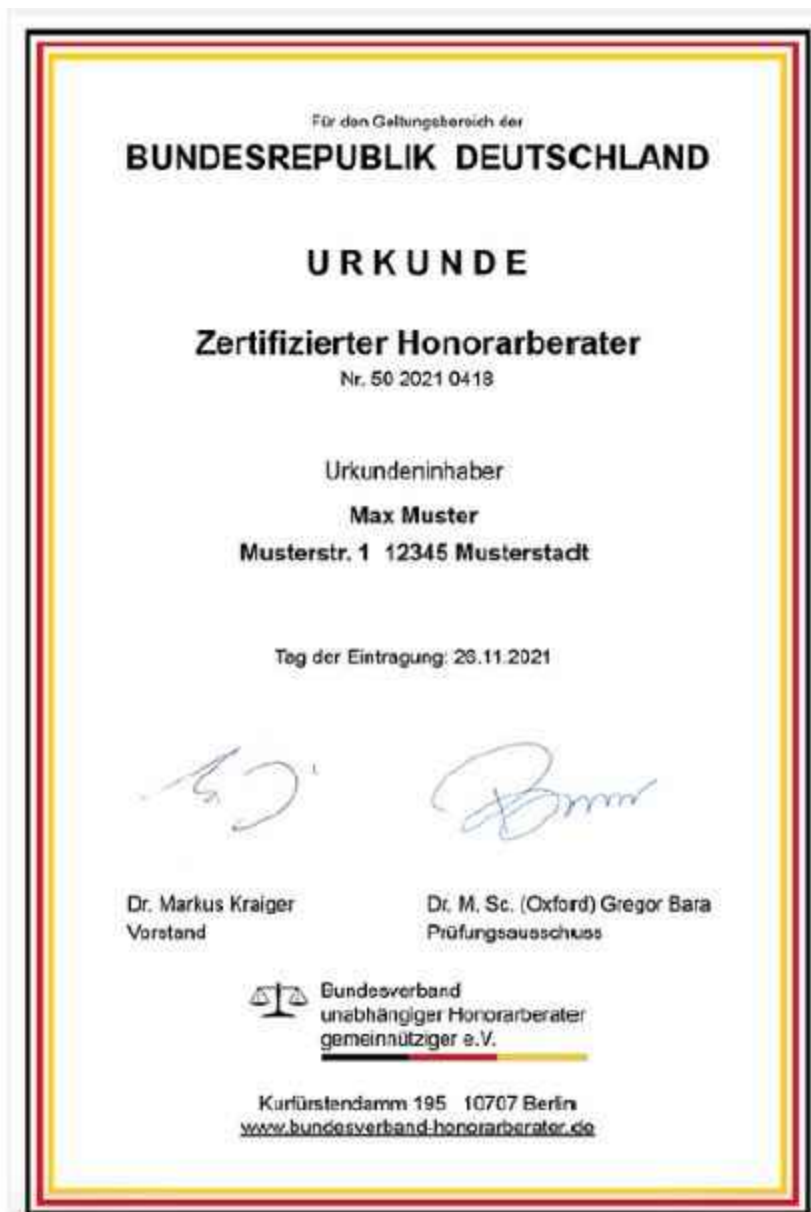 Für den Geltungsbereich der
BUNDESREPUBLIK DEUTSCHLAND
URKUNDE
Zertifizierter Honorarberater
Nr. 50 2021 0418
Urkundeninhaber
Max Muster
Musterstr. 1 12345 Musterstadt
Tag der Eintragung: 26.11.2021
Dr. Markus Kraiger
Vorstand
Dr. M. Sc. (Oxford) Gregor Bara
Prüfungsausschuss
Bundesverband
unabhängiger Honorarberater
gemeinnütziger e.V.
Kurfürstendamm 195 10707 Berlin
www.bundesverband-honorarberater.de